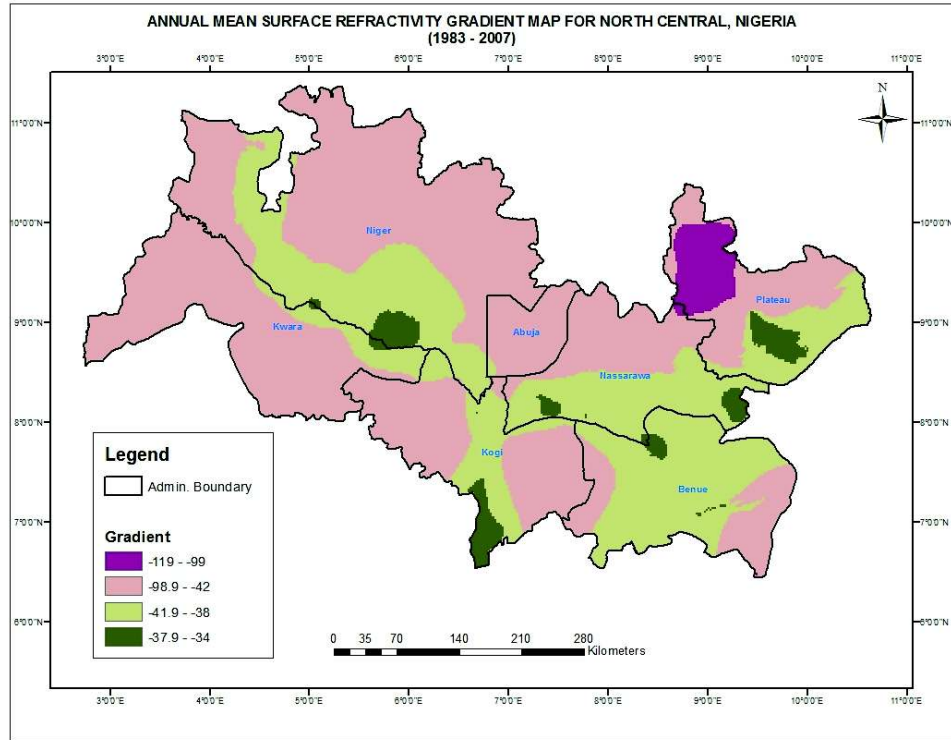 ANNUAL MEAN SURFACE REFRACTIVITY GRADIENT MAP FOR NORTH CENTRAL, NIGERIA
(1983 - 2007)
3°0'0"E 4°0'0"E 5°0'0"E 6°0'0"E 7°0'0"E 8°0'0"E 9°0'0"E 10°0'0"E 11°0'0"E
N
11°0'0"N 11°0'0"N
10°0'0"N 10°0'0"N
Niger
Plateau
9°0'0"N 9°0'0"N
Kwara
Abuja
Nassarawa
8°0'0"N 8°0'0"N
Kogi
Benue
7°0'0"N 7°0'0"N
6°0'0"N 6°0'0"N
Legend
Admin. Boundary
Gradient
-119 - -99
-98.9 - -42
-41.9 - -38
-37.9 - -34
0 35 70 140 210 280
Kilometers
3°0'0"E 4°0'0"E 5°0'0"E 6°0'0"E 7°0'0"E 8°0'0"E 9°0'0"E 10°0'0"E 11°0'0"E